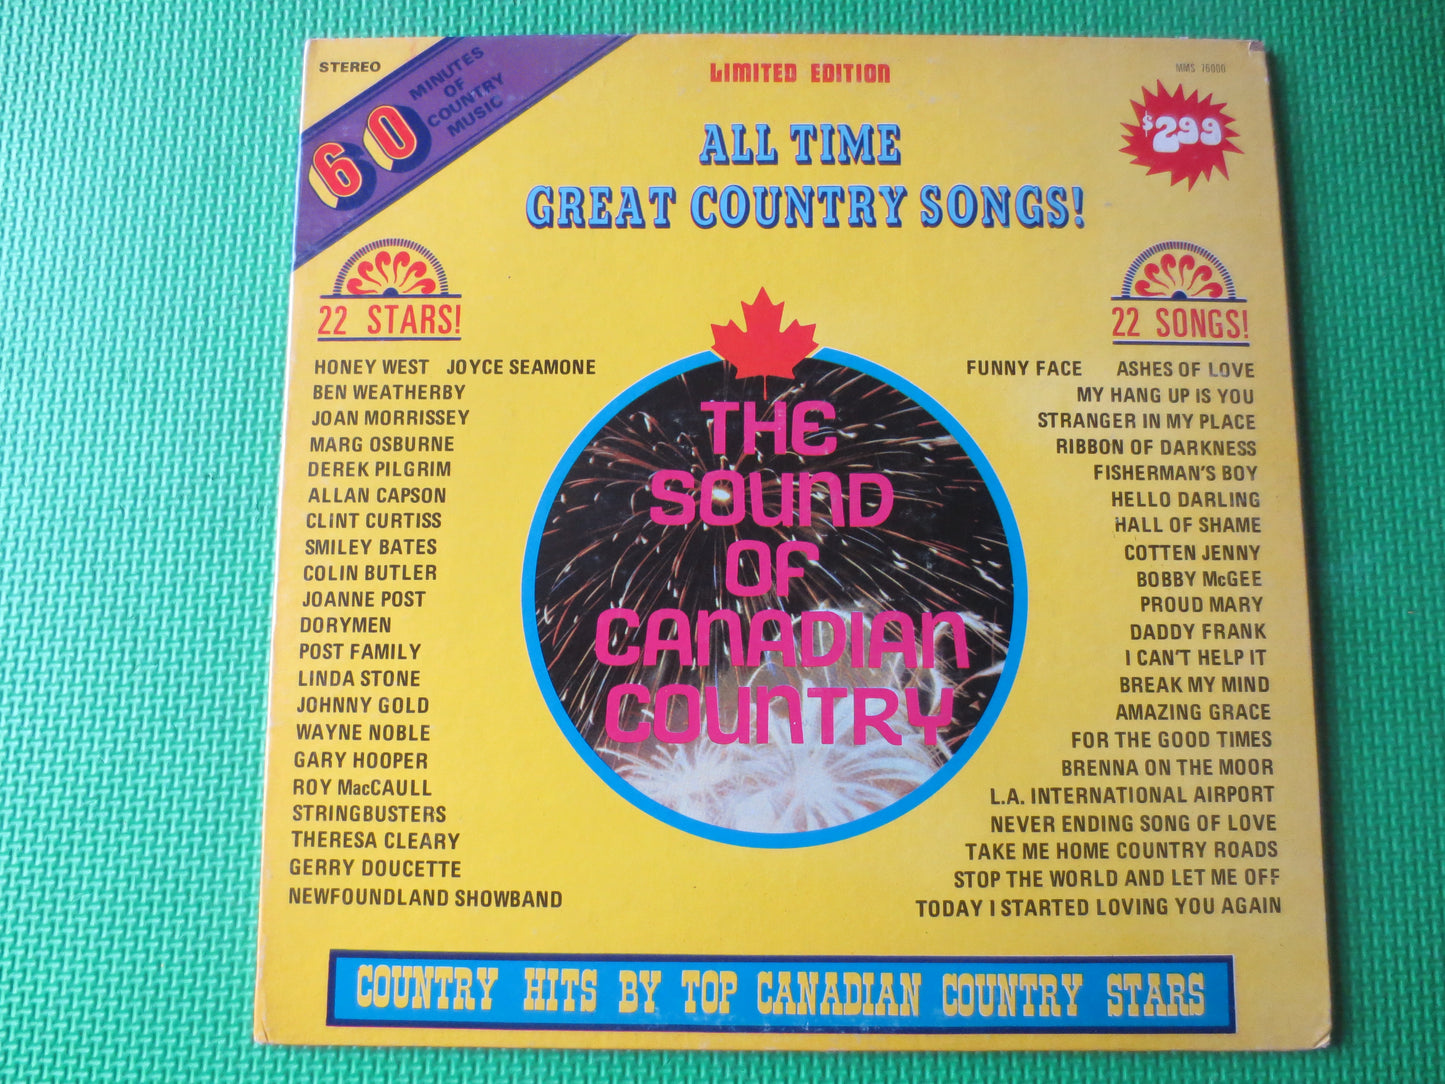 STEREO
LIMITED EDITION
MMS 76000
60
MINUTES
OF
COUNTRY
MUSIC
$2.99
ALL TIME
GREAT COUNTRY SONGS!
22 STARS!
HONEY WEST JOYCE SEAMONE
BEN WEATHERBY
JOAN MORRISSEY
MARG OSBURNE
DEREK PILGRIM
ALLAN CAPSON
CLINT CURTISS
SMILEY BATES
COLIN BUTLER
JOANNE POST
DORYMEN
POST FAMILY
LINDA STONE
JOHNNY GOLD
WAYNE NOBLE
GARY HOOPER
ROY MacCAULL
STRINGBUSTERS
THERESA CLEARY
GERRY DOUCETTE
NEWFOUNDLAND SHOWBAND
THE
SOUND
OF
CANADIAN
COUNTRY
22 SONGS!
FUNNY FACE ASHES OF LOVE
MY HANG UP IS YOU
STRANGER IN MY PLACE
RIBBON OF DARKNESS
FISHERMAN'S BOY
HELLO DARLING
HALL OF SHAME
COTTEN JENNY
BOBBY McGEE
PROUD MARY
DADDY FRANK
I CAN'T HELP IT
BREAK MY MIND
AMAZING GRACE
FOR THE GOOD TIMES
BRENNA ON THE MOOR
L.A. INTERNATIONAL AIRPORT
NEVER ENDING SONG OF LOVE
TAKE ME HOME COUNTRY ROADS
STOP THE WORLD AND LET ME OFF
TODAY I STARTED LOVING YOU AGAIN
COUNTRY HITS BY TOP CANADIAN COUNTRY STARS